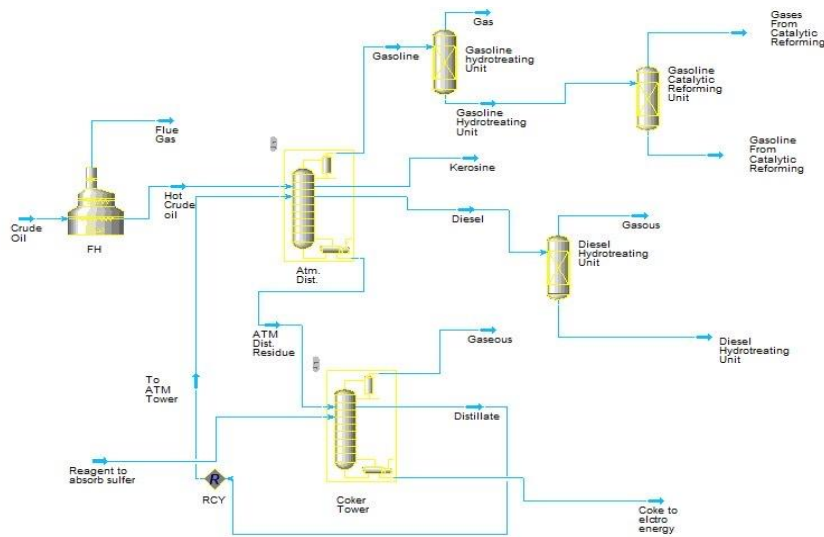 Gas
Gases
From
Catalytic
Reforming
Gasoline
Gasoline
hydrotreating
Unit
Gasoline
Catalytic
Reforming
Unit
Gasoline
Hydrotreating
Unit
Flue
Gas
Gasoline
From
Catalytic
Reforming
Kerosine
Hot
Crude
oil
Crude
Oil
FH
Diesel
Gasous
Diesel
Hydrotreating
Unit
Atm.
Dist.
ATM
Dist.
Residue
Gaseous
Diesel
Hydrotreating
Unit
To
ATM
Tower
Distillate
Reagent to
absorb sulfer
R
RCY
Coker
Tower
Coke to
elctro
energy